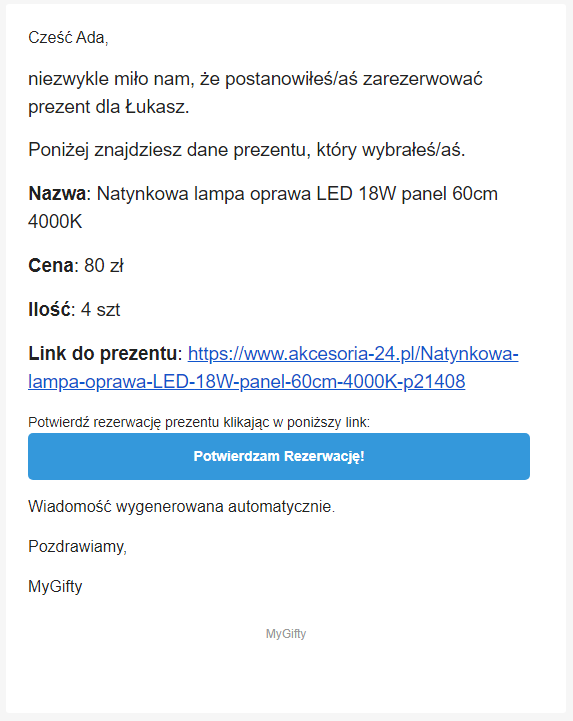 Cześć Ada,
niezwykle miło nam, że postanowiłeś/aś zarezerwować
prezent dla Łukasz.
Poniżej znajdziesz dane prezentu, który wybrałeś/aś.
Nazwa: Natynkowa lampa oprawa LED 18W panel 60cm
4000K
Cena: 80 zł
Ilość: 4 szt
Link do prezentu: https://www.akcesoria-24.pl/Natynkowa-
lampa-oprawa-LED-18W-panel-60cm-4000K-p21408
Potwierdź rezerwację prezentu klikając w poniższy link:
Potwierdzam Rezerwację!
Wiadomość wygenerowana automatycznie.
Pozdrawiamy,
MyGifty
MyGifty